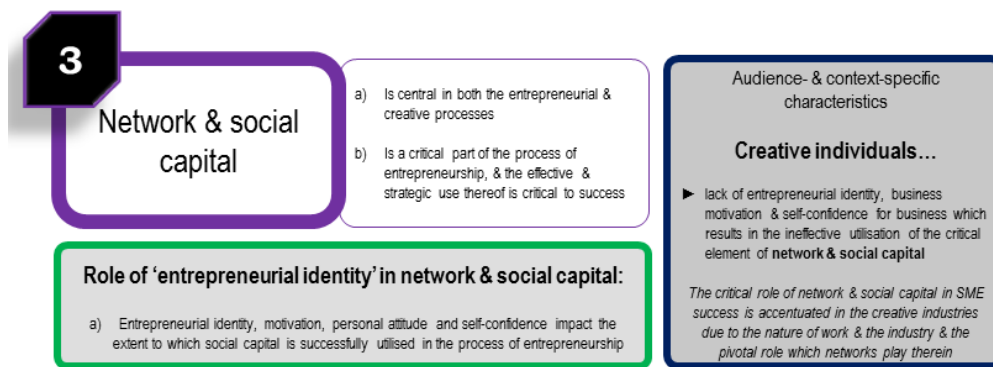 3
Network & social
capital
a) Is central in both the entrepreneurial &
creative processes
b) Is a critical part of the process of
entrepreneurship, & the effective &
strategic use thereof is critical to success
Role of 'entrepreneurial identity' in network & social capital:
a) Entrepreneurial identity, motivation, personal attitude and self-confidence impact the
extent to which social capital is successfully utilised in the process of entrepreneurship
Audience- & context-specific
characteristics
Creative individuals…
► lack of entrepreneurial identity, business
motivation & self-confidence for business which
results in the ineffective utilisation of the critical
element of network & social capital
The critical role of network & social capital in SME
success is accentuated in the creative industries
due to the nature of work & the industry & the
pivotal role which networks play therein